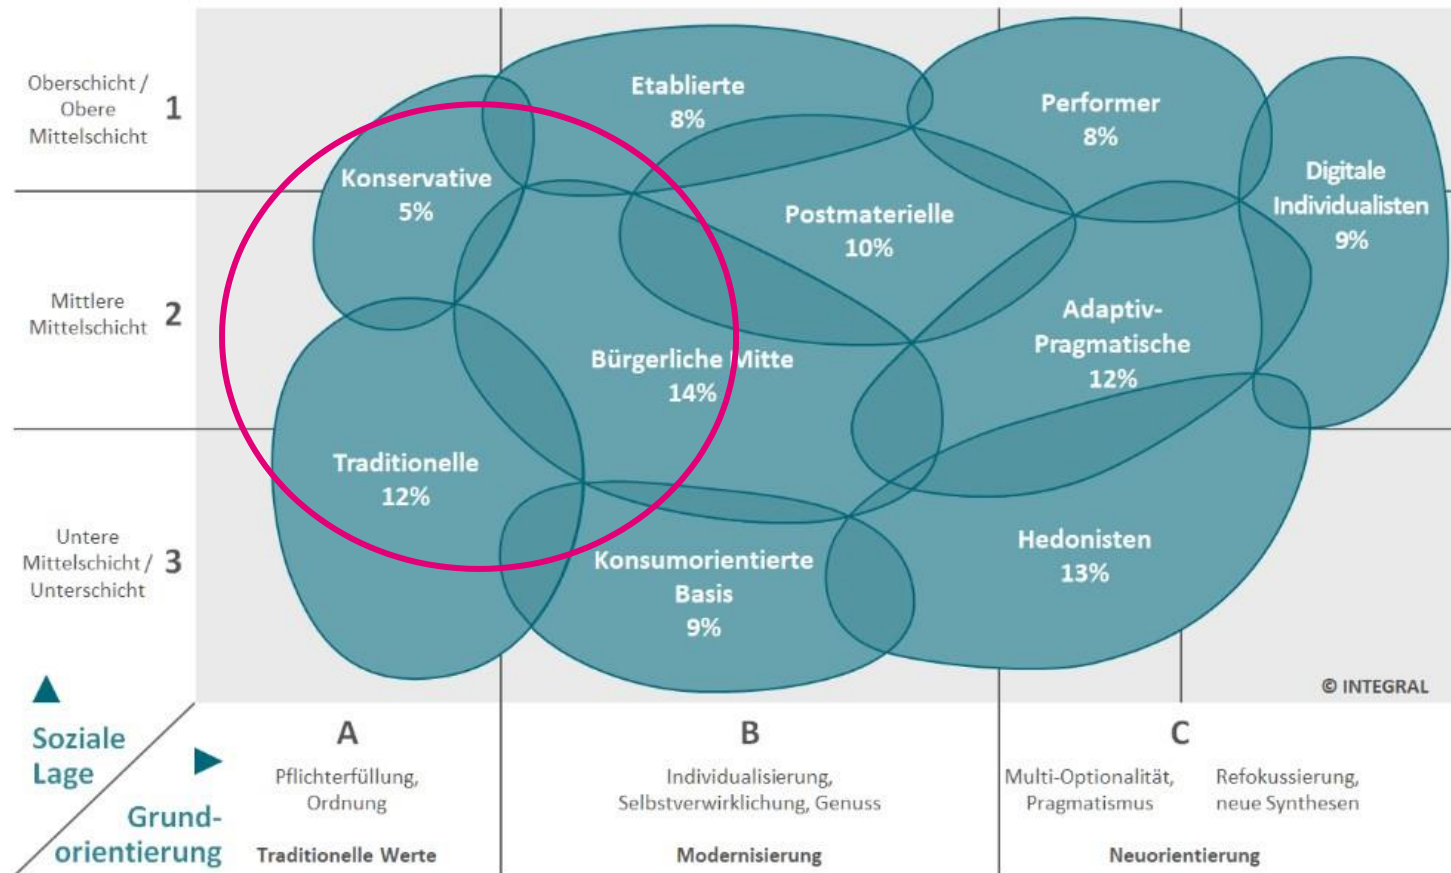 Oberschicht /
Obere
Mittelschicht
1
Mittlere
Mittelschicht
2
Untere
Mittelschicht /
Unterschicht
3
Etablierte
8%
Performer
8%
Konservative
5%
Digitale
Individualisten
9%
Postmaterielle
10%
Adaptiv-
Pragmatische
12%
Bürgerliche Mitte
14%
Traditionelle
12%
Hedonisten
13%
Konsumorientierte
Basis
9%
© INTEGRAL
Soziale
Lage
Grund-
orientierung
A
Pflichterfüllung,
Ordnung
Traditionelle Werte
B
Individualisierung,
Selbstverwirklichung, Genuss
Modernisierung
C
Multi-Optionalität,
Pragmatismus
Refokussierung,
neue Synthesen
Neuorientierung